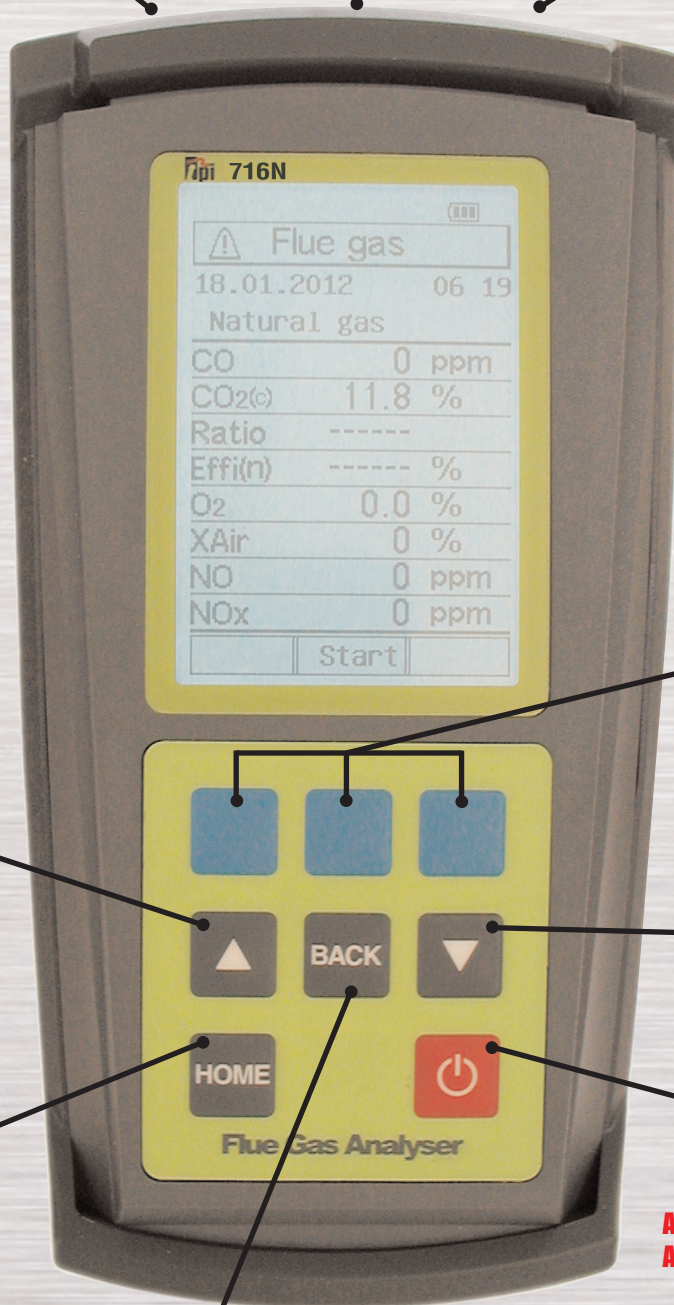 TPi 716N
Flue gas
18.01.2012 06 19
Natural gas
CO 0 ppm
CO2(c) 11.8 %
Ratio ------
Effi(n) ------ %
O2 0.0 %
XAir 0 %
NO 0 ppm
NOx 0 ppm
Start
BACK
HOME
Flue Gas Analyser
A
A